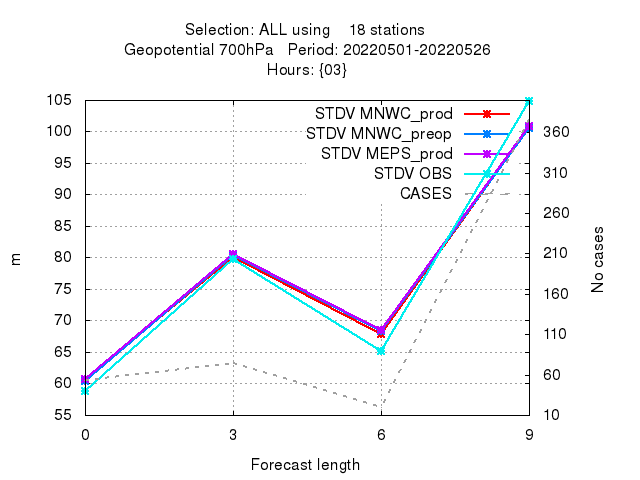 Selection: ALL using    18 stations
Geopotential 700hPa   Period: 20220501-20220526
Hours: {03}
STDV MNWC_prod
STDV MNWC_preop
STDV MEPS_prod
STDV OBS
CASES
105
100
95
90
85
80
75
70
65
60
55
360
310
260
210
160
110
60
10
m
No cases
0 3 6 9
Forecast length